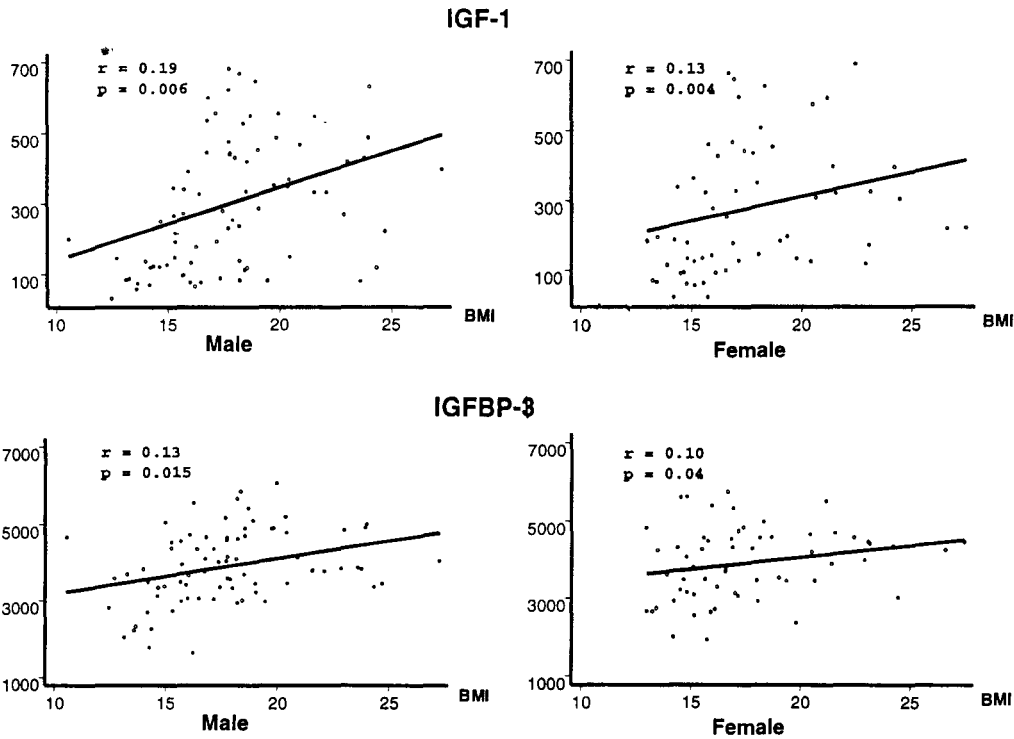 IGF-1
700
500
300
100
r = 0.19
p = 0.006
10 15 20 25 BMI
Male
700
500
300
100
r = 0.13
p = 0.004
10 15 20 25 BMI
Female
IGFBP-3
7000
5000
3000
1000
r = 0.13
p = 0.015
10 15 20 25 BMI
Male
7000
5000
3000
1000
r = 0.10
p = 0.04
10 15 20 25 BMI
Female